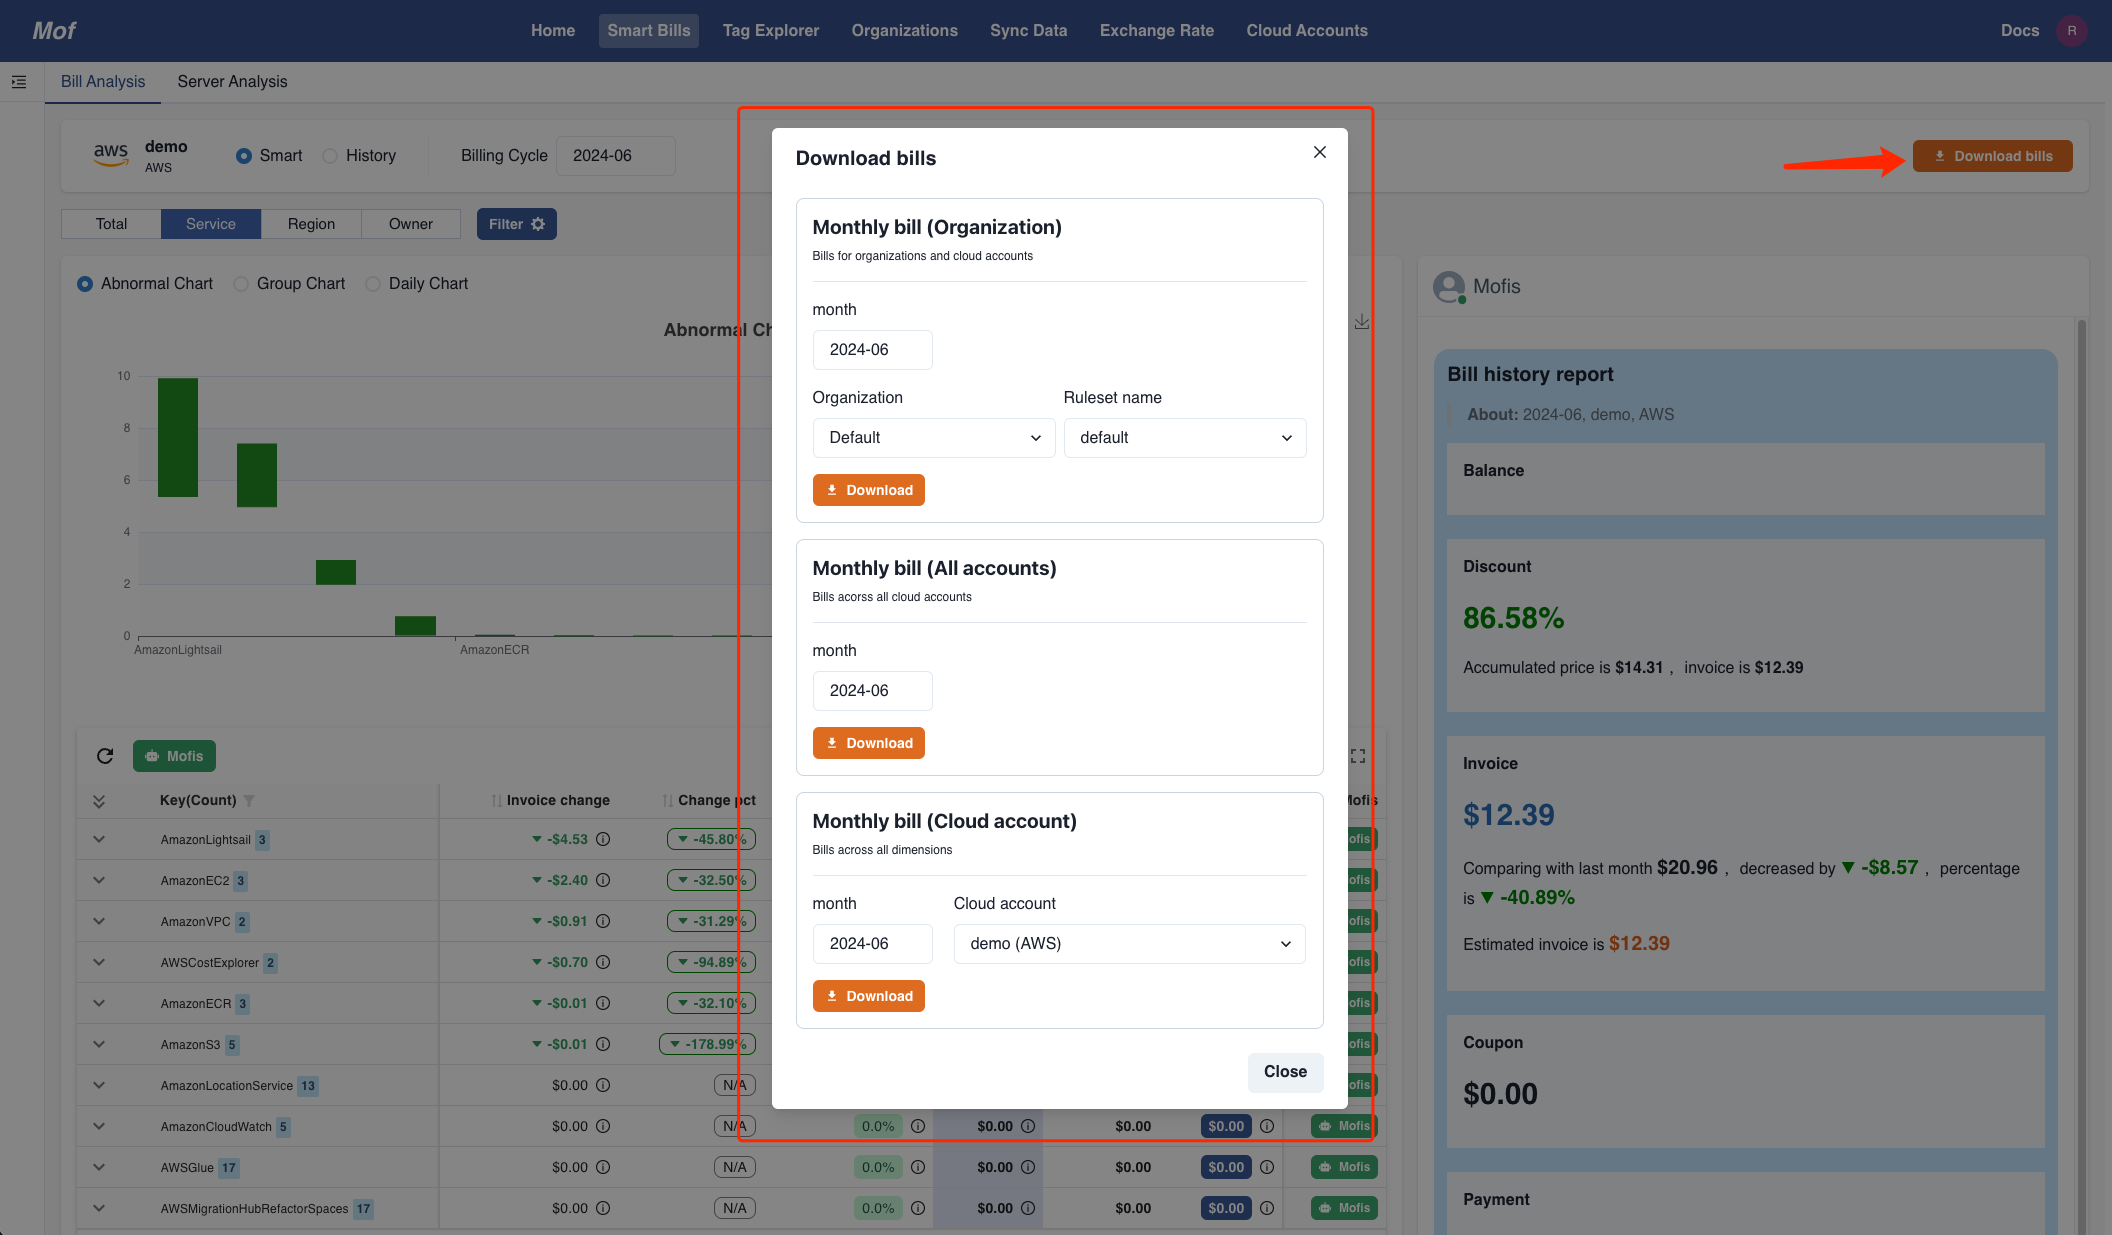 Mof
Home Smart Bills Tag Explorer Organizations Sync Data Exchange Rate Cloud Accounts Docs R
Bill Analysis Server Analysis
aws demo AWS Smart History Billing Cycle 2024-06 Download bills
Total Service Region Owner Filter
Abnormal Chart Group Chart Daily Chart
Abnormal Ch
10
8
6
4
2
0
AmazonLightsail AmazonECR
Mofis
Key(Count) Invoice change Change pct Mofis
AmazonLightsail 3 -$4.53 -45.80% ofis
AmazonEC2 3 -$2.40 -32.50% ofis
AmazonVPC 2 -$0.91 -31.29% ofis
AWSCostExplorer 2 -$0.70 -94.89% ofis
AmazonECR 3 -$0.01 -32.10% ofis
AmazonS3 5 -$0.01 -178.99% ofis
AmazonLocationService 13 $0.00 N/A ofis
AmazonCloudWatch 5 $0.00 N/A 0.0% $0.00 $0.00 $0.00 Mofis
AWSGlue 17 $0.00 N/A 0.0% $0.00 $0.00 $0.00 Mofis
AWSMigrationHubRefactorSpaces 17 $0.00 N/A 0.0% $0.00 $0.00 $0.00 Mofis
Download bills
Monthly bill (Organization)
Bills for organizations and cloud accounts
month
2024-06
Organization Ruleset name
Default default
Download
Monthly bill (All accounts)
Bills acorss all cloud accounts
month
2024-06
Download
Monthly bill (Cloud account)
Bills across all dimensions
month Cloud account
2024-06 demo (AWS)
Download
Close
Mofis
Bill history report
About: 2024-06, demo, AWS
Balance
Discount
86.58%
Accumulated price is $14.31 , invoice is $12.39
Invoice
$12.39
Comparing with last month $20.96 , decreased by ▼ -$8.57 , percentage
is ▼ -40.89%
Estimated invoice is $12.39
Coupon
$0.00
Payment